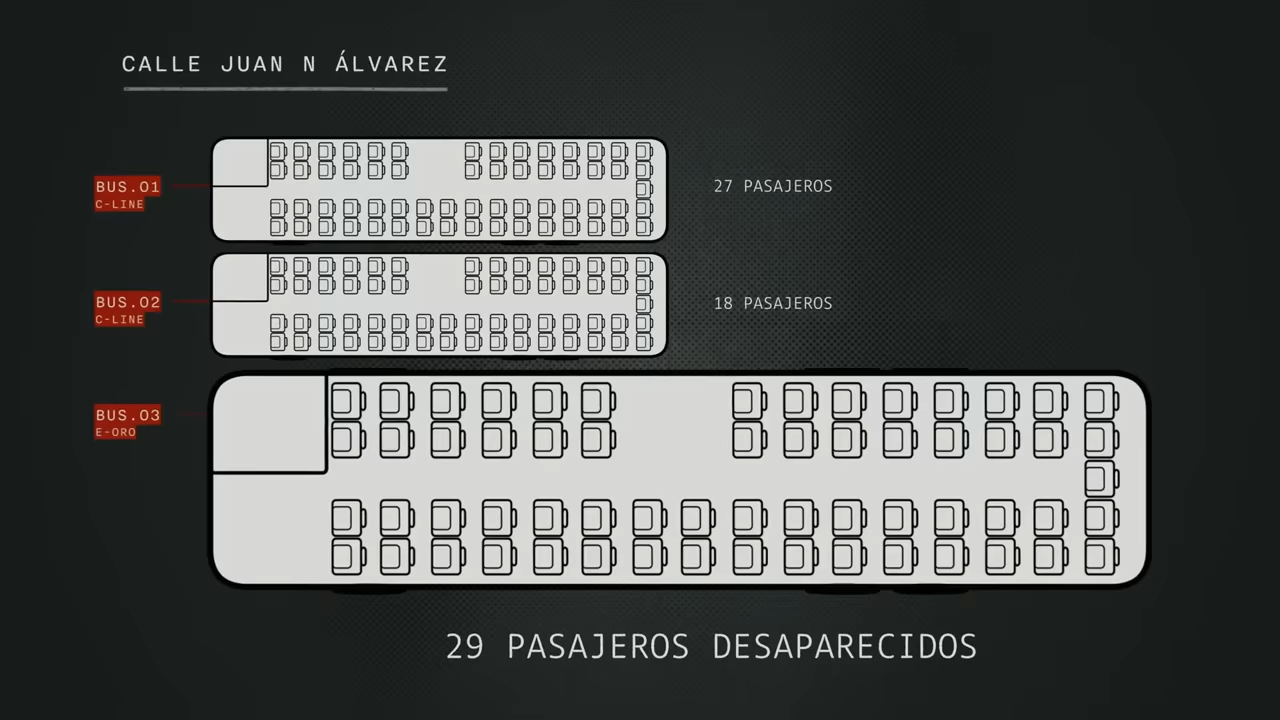 CALLE JUAN N ÁLVAREZ
BUS.01
C-LINE
27 PASAJEROS
BUS.02
C-LINE
18 PASAJEROS
BUS.03
E-ORO
29 PASAJEROS DESAPARECIDOS